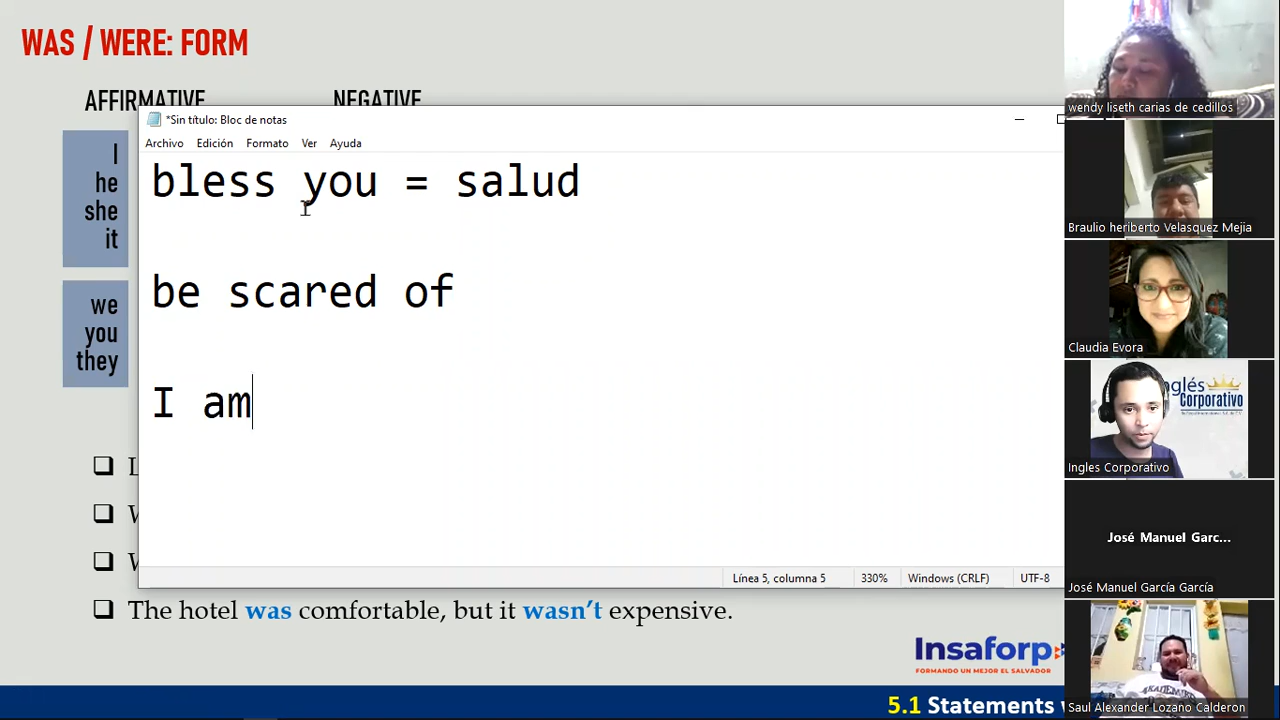 WAS / WERE: FORM
AFFIRMATIVE NEGATIVE
I
he
she
it
we
you
they
*Sin título: Bloc de notas
Archivo Edición Formato Ver Ayuda
bless you = salud
be scared of
I am
Línea 5, columna 5 330% Windows (CRLF) UTF-8
The hotel was comfortable, but it wasn't expensive.
Insaforp
FORMANDO UN MEJOR EL SALVADOR
5.1 Statements
wendy liseth carias de cedillos
Braulio heriberto Velasquez Mejia
Claudia Evora
Inglés
Corporativo
Ingles Corporativo
José Manuel Garc...
José Manuel García García
Saul Alexander Lozano Calderon